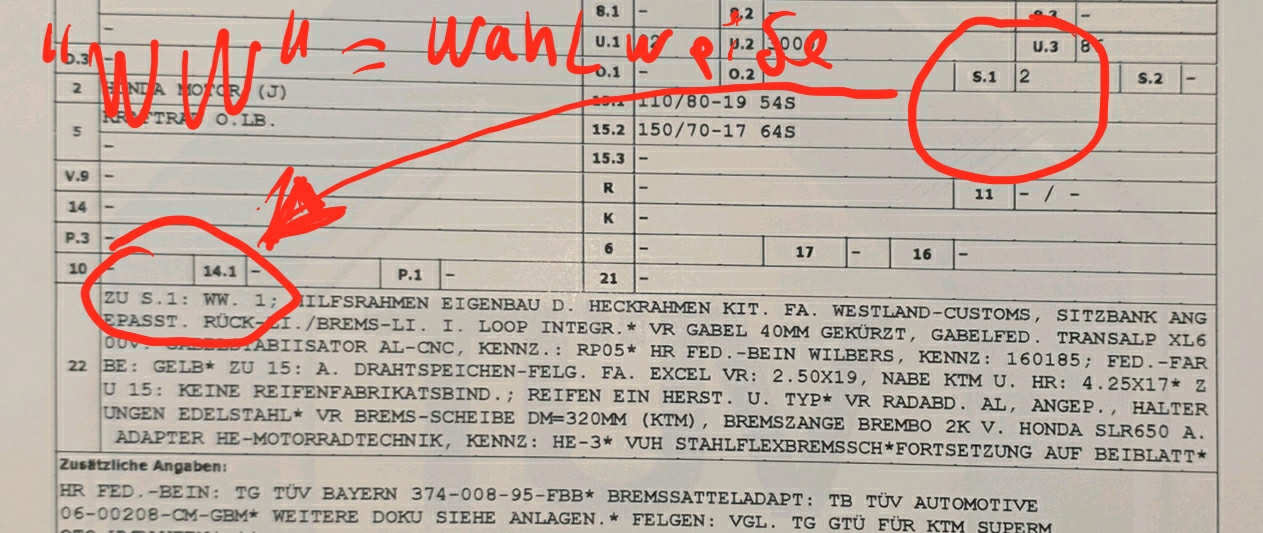 8.1 - 8.2
"WW" = wahlweise
U.1 U.2 U.3
O.1 - O.2 S.1 2 S.2 -
2 HONDA MOTOR (J)
15.1 110/80-19 54S
5 KRAFTRAD O.LB.
15.2 150/70-17 64S
- 15.3 -
V.9 - R - 11 - / -
14 - K -
P.3 - 6 - 17 - 16 -
10 - 14.1 - P.1 - 21 -
ZU S.1: WW. 1; HILFSRAHMEN EIGENBAU D. HECKRAHMEN KIT. FA. WESTLAND-CUSTOMS, SITZBANK ANG
EPASST. RÜCK-LI./BREMS-LI. I. LOOP INTEGR.* VR GABEL 40MM GEKÜRZT, GABELFED. TRANSALP XL6
00V. AL-CNC, KENNZ.: RP05* HR FED.-BEIN WILBERS, KENNZ: 160185; FED.-FAR
22 BE: GELB* ZU 15: A. DRAHTSPEICHEN-FELG. FA. EXCEL VR: 2.50X19, NABE KTM U. HR: 4.25X17* Z
U 15: KEINE REIFENFABRIKATSBIND.; REIFEN EIN HERST. U. TYP* VR RADABD. AL, ANGEP., HALTER
UNGEN EDELSTAHL* VR BREMS-SCHEIBE DM=320MM (KTM), BREMSZANGE BREMBO 2K V. HONDA SLR650 A.
ADAPTER HE-MOTORRADTECHNIK, KENNZ: HE-3* VUH STAHLFLEXBREMSSCH*FORTSETZUNG AUF BEIBLATT*
Zusätzliche Angaben:
HR FED.-BEIN: TG TÜV BAYERN 374-008-95-FBB* BREMSSATTELADAPT: TB TÜV AUTOMOTIVE
06-00208-CM-GBM* WEITERE DOKU SIEHE ANLAGEN.* FELGEN: VGL. TG GTÜ FÜR KTM SUPERM